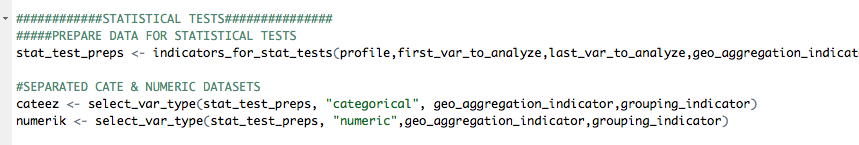 ############STATISTICAL TESTS###############
#####PREPARE DATA FOR STATISTICAL TESTS
stat_test_preps <- indicators_for_stat_tests(profile,first_var_to_analyze,last_var_to_analyze,geo_aggregation_indicat
#SEPARATED CATE & NUMERIC DATASETS
cateez <- select_var_type(stat_test_preps, "categorical", geo_aggregation_indicator,grouping_indicator)
numerik <- select_var_type(stat_test_preps, "numeric",geo_aggregation_indicator,grouping_indicator)